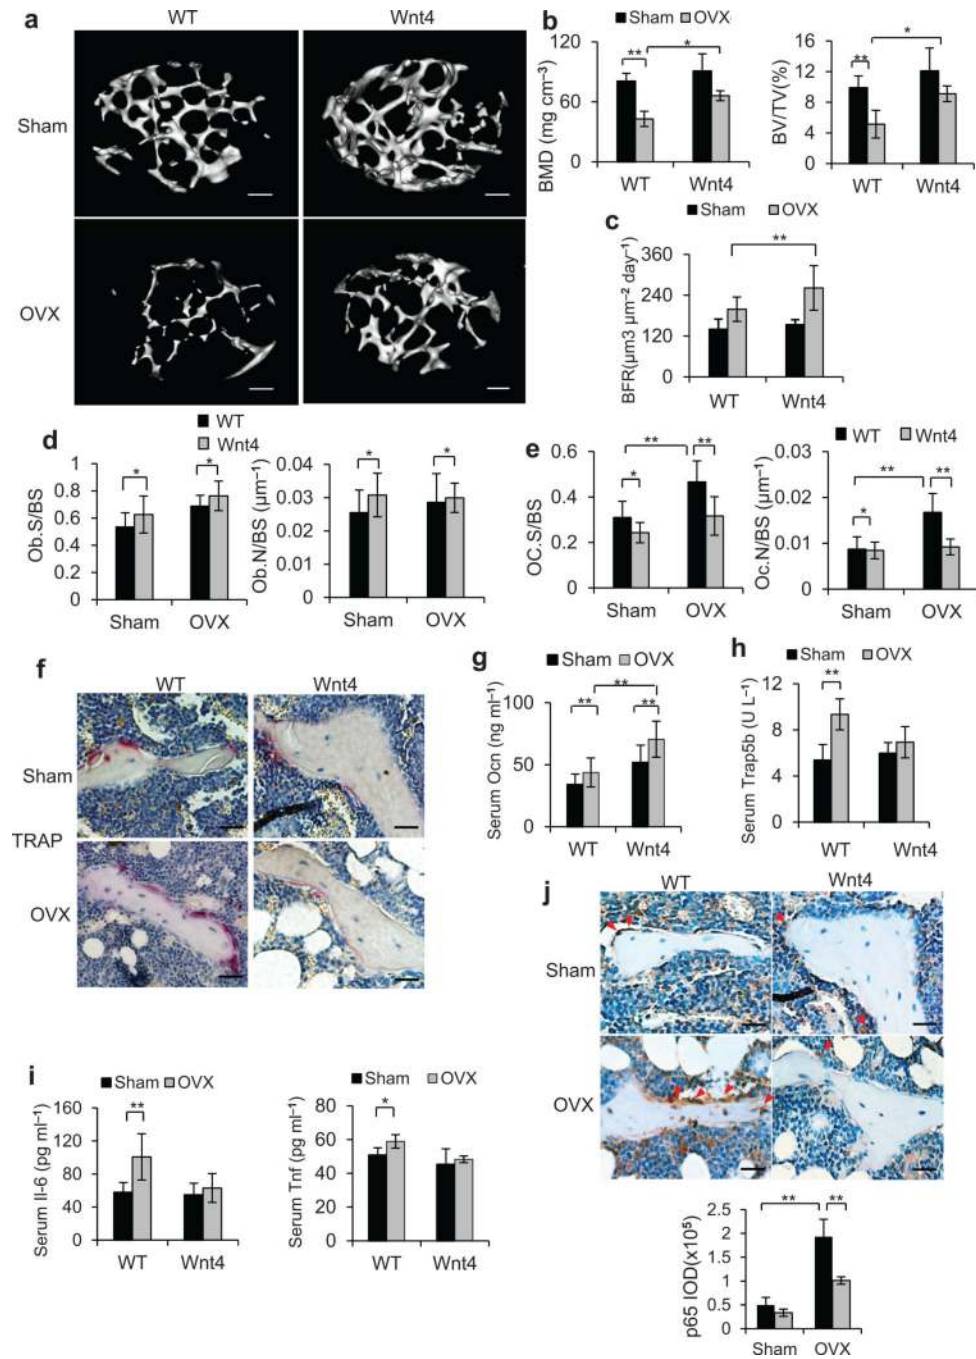 a
WT
Wnt4
Sham
OVX
b
Sham OVX
BMD (mg cm⁻³)
120
90
60
30
0
** *
WT Wnt4
BV/TV(%)
16
12
8
4
0
** *
WT Wnt4
c
Sham OVX
BFR(µm3 µm⁻² day⁻¹)
360
240
120
0
**
WT Wnt4
d
WT
Wnt4
Ob.S/BS
1
0.8
0.6
0.4
0.2
0
* *
Sham OVX
Ob.N/BS (µm⁻¹)
0.04
0.03
0.02
0.01
0
* *
Sham OVX
e
WT Wnt4
OC.S/BS
0.6
0.4
0.2
0
* ** **
Sham OVX
Oc.N/BS (µm⁻¹)
0.03
0.02
0.01
0
* ** **
Sham OVX
f
WT Wnt4
Sham
TRAP
OVX
g
Sham OVX
Serum Ocn (ng ml⁻¹)
100
50
0
** ** **
WT Wnt4
h
Sham OVX
Serum Trap5b (U L⁻¹)
12
8
4
0
**
WT Wnt4
i
Sham OVX
Serum Il-6 (pg ml⁻¹)
160
120
80
40
0
**
WT Wnt4
Sham OVX
Serum Tnf (pg ml⁻¹)
80
60
40
20
0
*
WT Wnt4
j
WT Wnt4
Sham
OVX
p65 IOD(x10⁵)
2.5
2
1.5
1
0.5
0
** **
Sham OVX